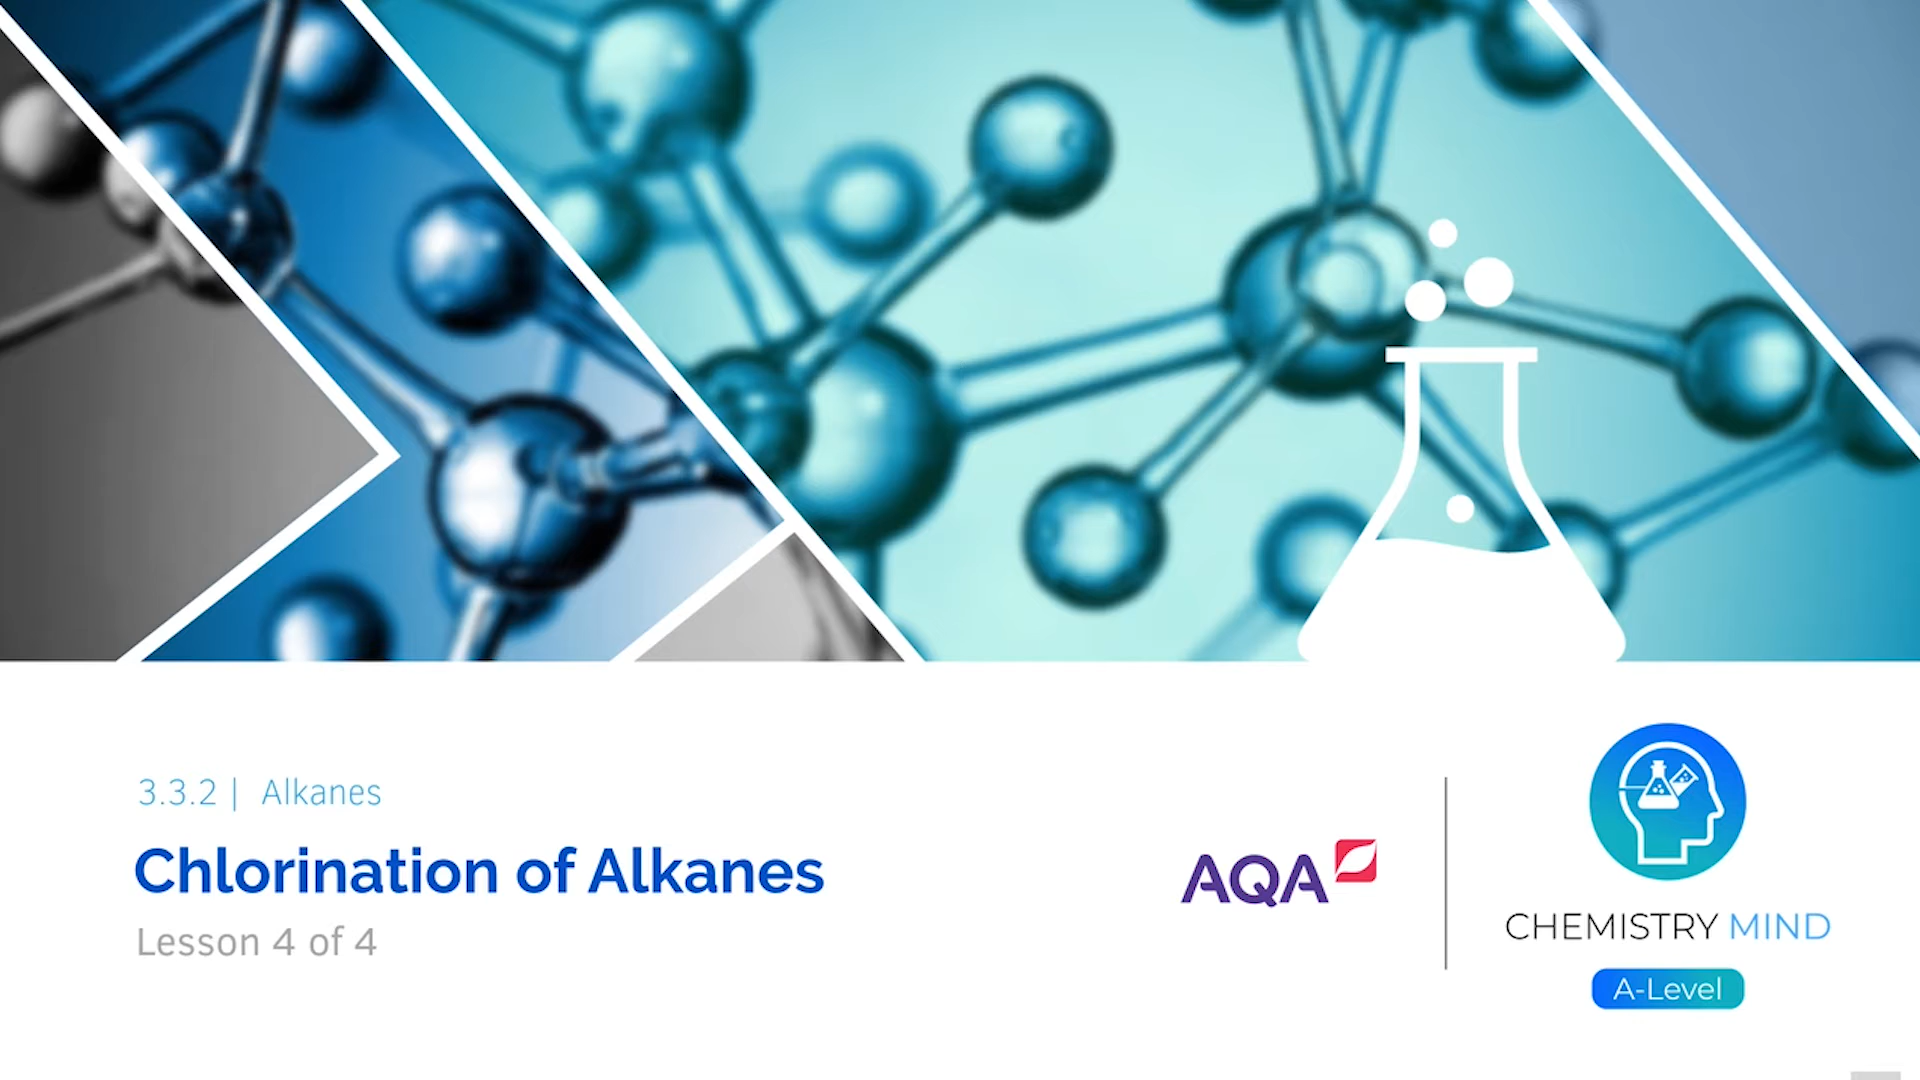 3.3.2 | Alkanes
Chlorination of Alkanes
Lesson 4 of 4
AQA
CHEMISTRY MIND
A-Level